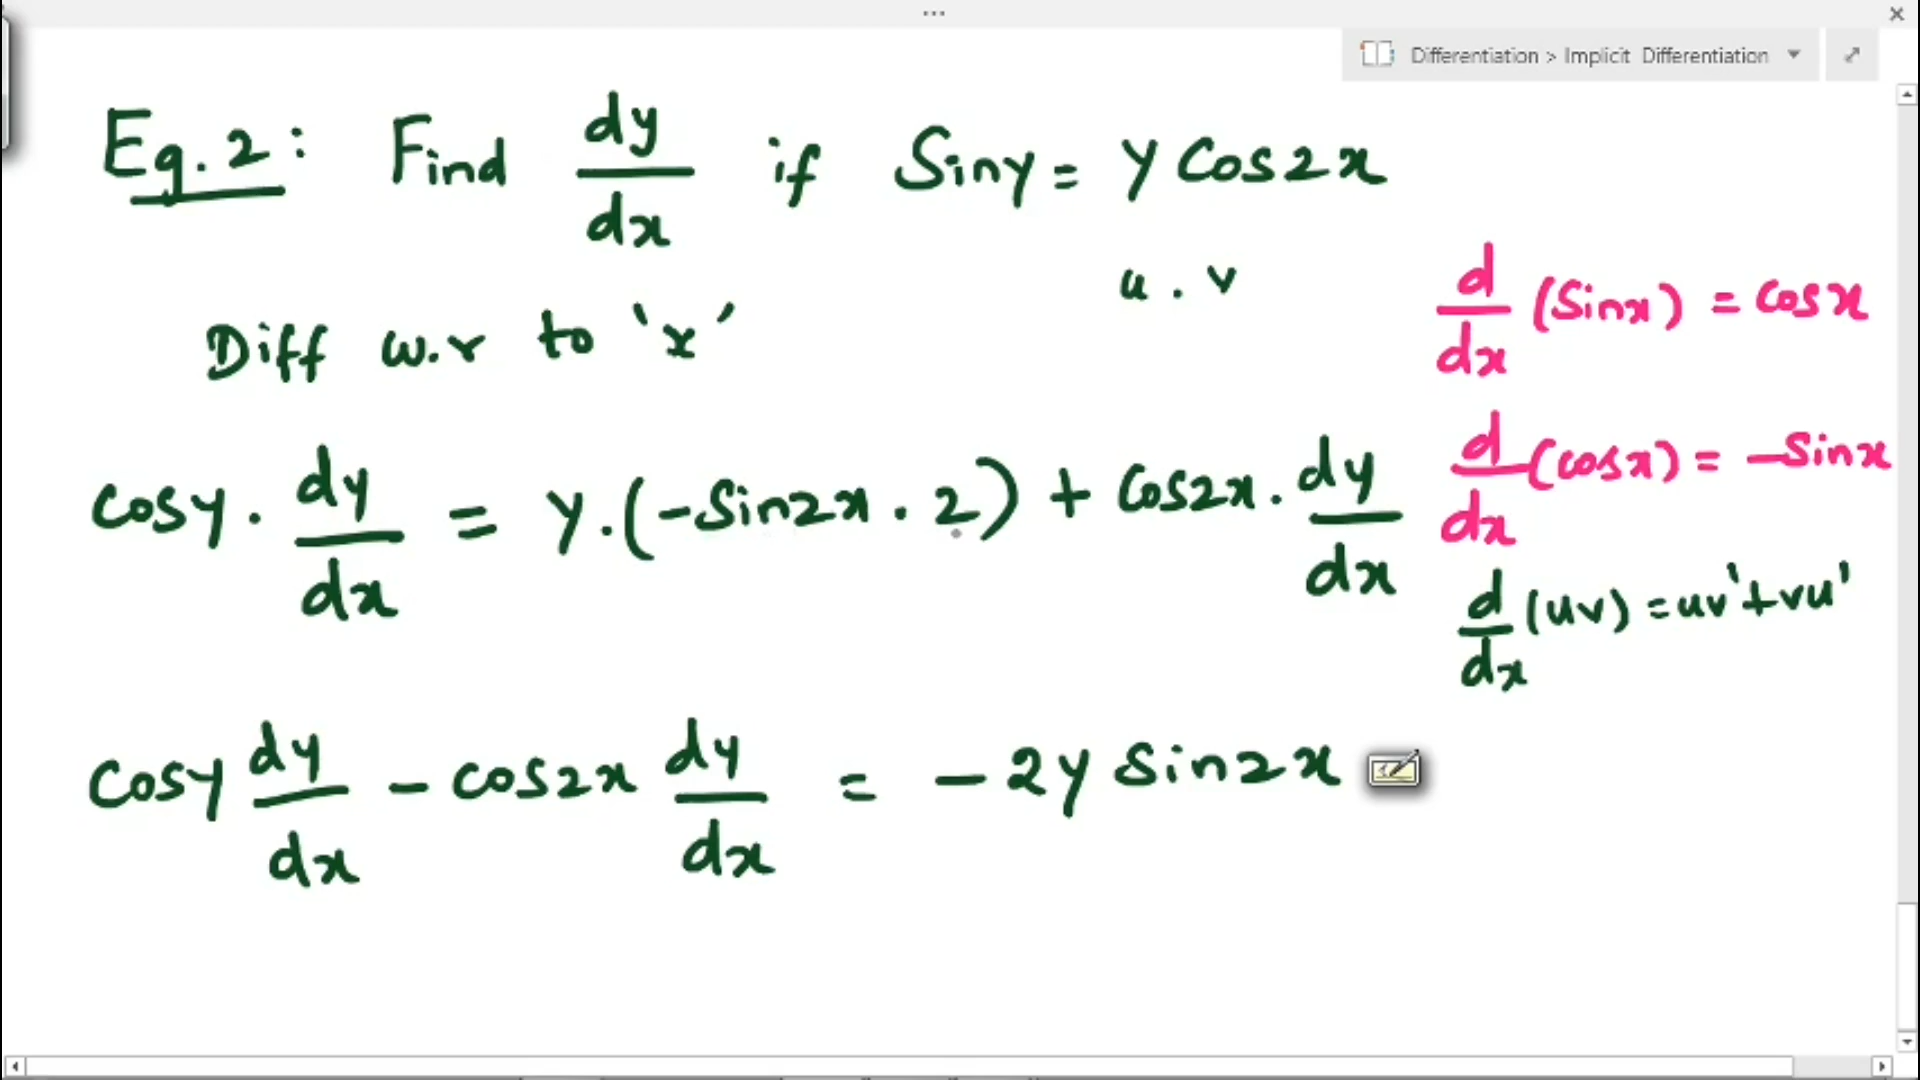 Differentiation > Implicit Differentiation
Eg.2: Find dy/dx if Siny = y Cos2x
u . v
d/dx (Sinx) = Cosx
Diff w.r to 'x'
d/dx (Cosx) = -Sinx
Cosy . dy/dx = y.(-Sin2x . 2) + Cos2x . dy/dx
d/dx (uv) = uv'+vu'
Cosy dy/dx - Cos2x dy/dx = -2y Sin2x